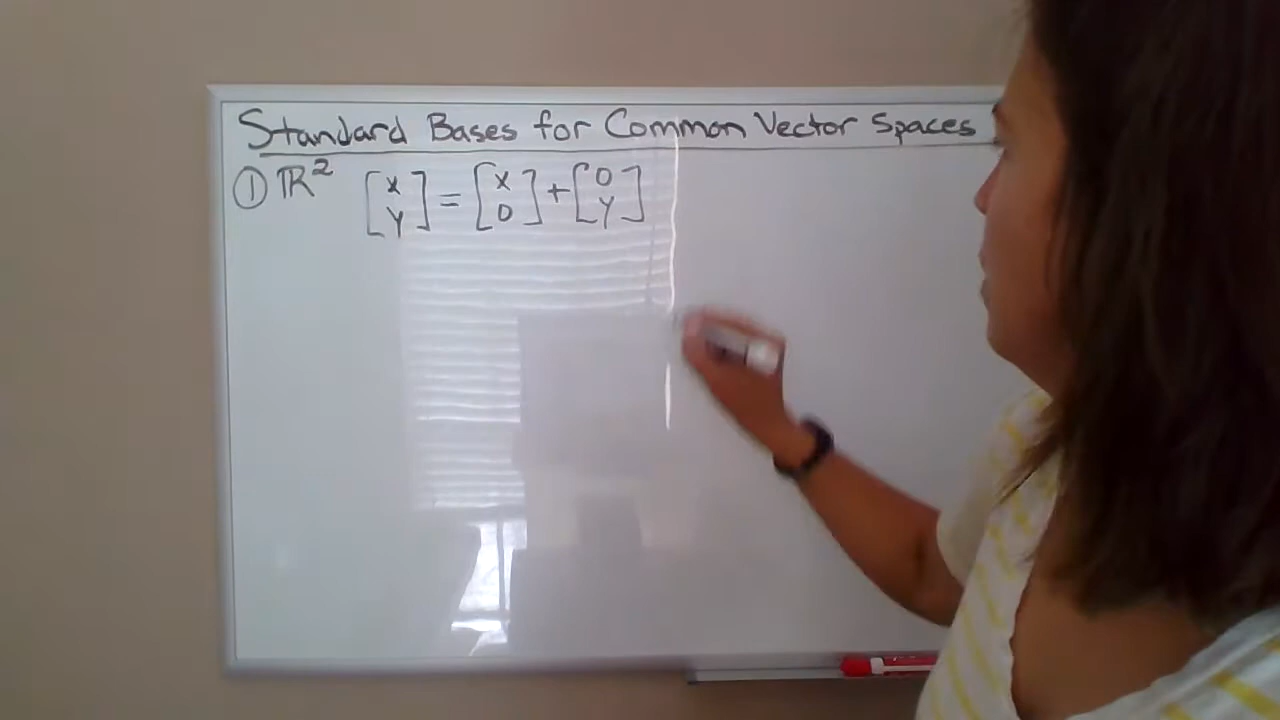 Standard Bases for Common Vector Spaces
① ℝ² [x y] = [x 0] + [0 y]